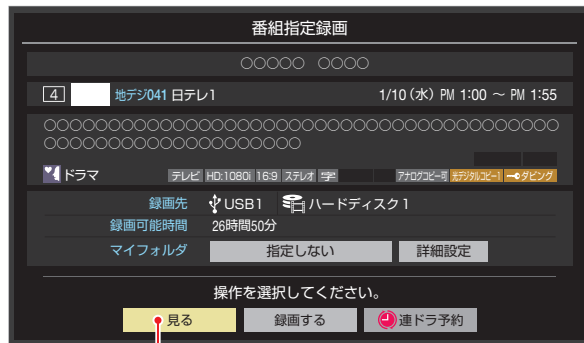 番組指定録画
○○○○○ ○○○○
4 地デジ041 日テレ1 1/10(水) PM 1:00 ～ PM 1:55
○○○○○○○○○○○○○○○○○○○○○○○○○○○○○○○○○○○○○○○
○○○○○○○○○○○○○○○○○○○
ドラマ テレビ HD:1080i 16:9 ステレオ 字 アナログコピー可 光デジタルコピー1 ダビング
録画先 USB1 ハードディスク1
録画可能時間 26時間50分
マイフォルダ 指定しない 詳細設定
操作を選択してください。
見る 録画する 連ドラ予約